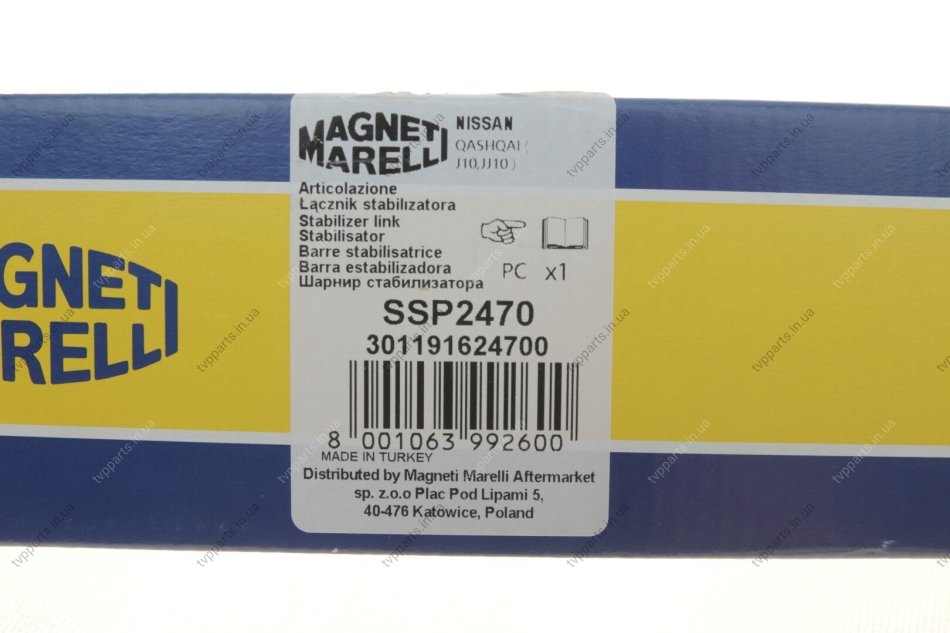 MAGNETI
MARELLI
NISSAN
QASHQAI (
J10,JJ10 )
Articolazione
Łącznik stabilizatora
Stabilizer link
Stabilisator
Barre stabilisatrice
Barra estabilizadora
Шарнир стабилизатора
PC x1
SSP2470
301191624700
8 001063 992600
MADE IN TURKEY
Distributed by Magneti Marelli Aftermarket
sp. z.o.o Plac Pod Lipami 5,
40-476 Katowice, Poland
AGNETI
RELLI
tvpparts.in.ua